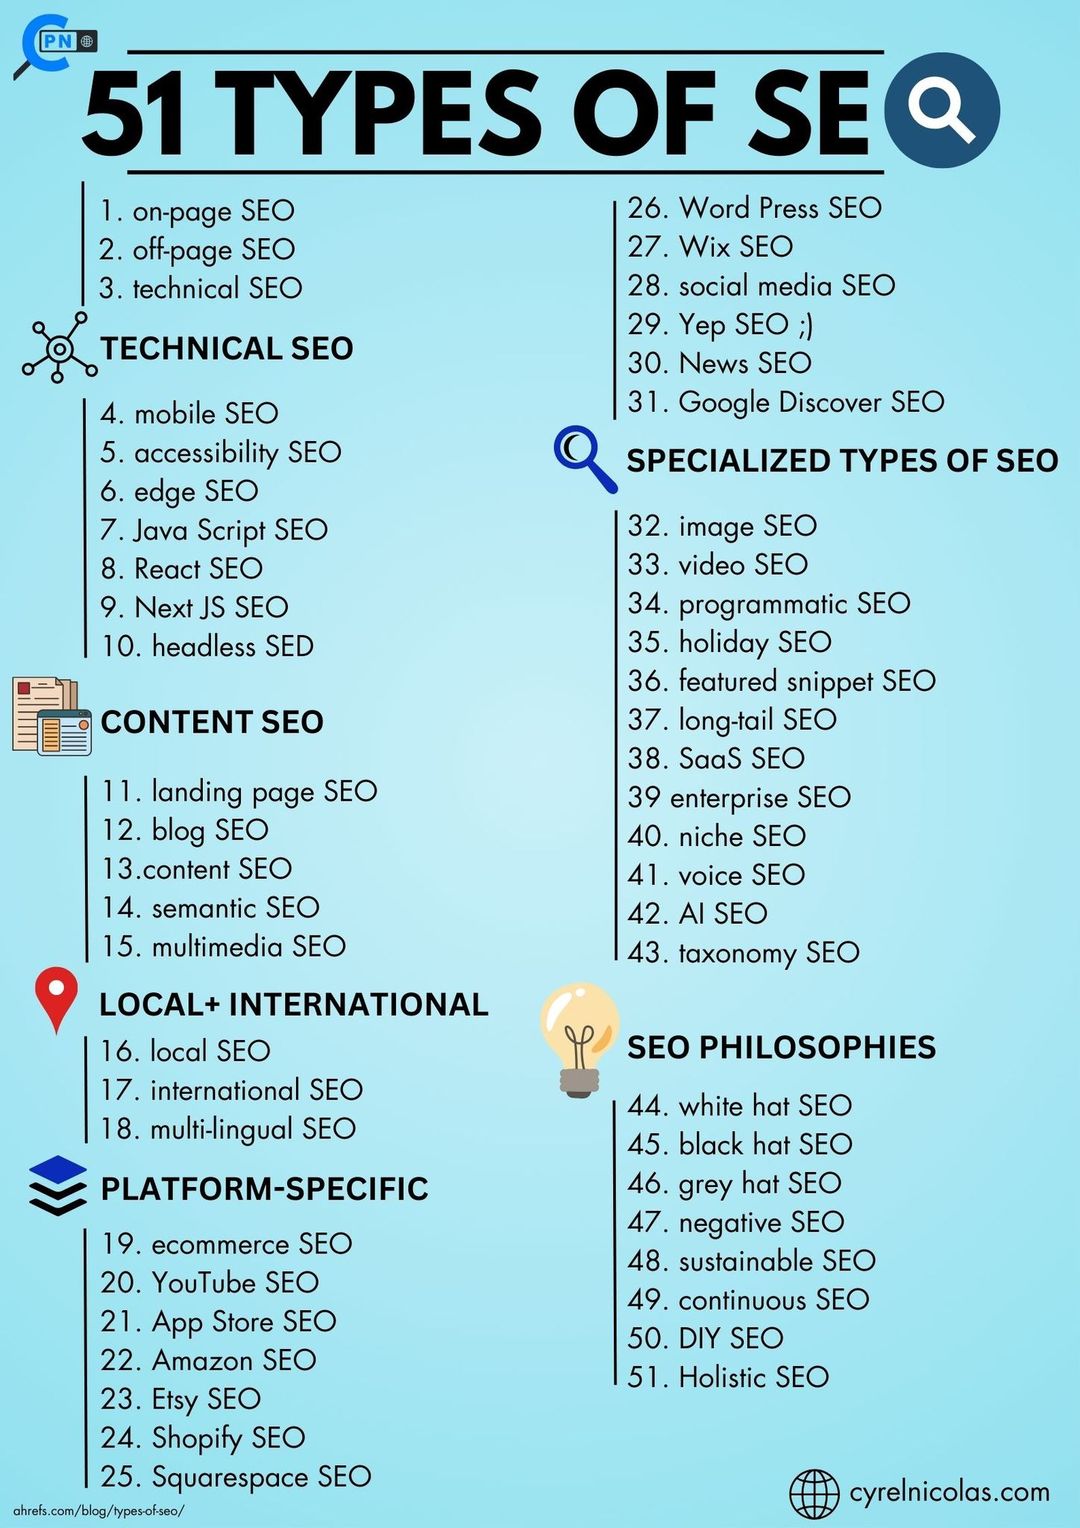 PN
51 TYPES OF SE
1. on-page SEO
2. off-page SEO
3. technical SEO
TECHNICAL SEO
4. mobile SEO
5. accessibility SEO
6. edge SEO
7. Java Script SEO
8. React SEO
9. Next JS SEO
10. headless SED
CONTENT SEO
11. landing page SEO
12. blog SEO
13.content SEO
14. semantic SEO
15. multimedia SEO
LOCAL+ INTERNATIONAL
16. local SEO
17. international SEO
18. multi-lingual SEO
PLATFORM-SPECIFIC
19. ecommerce SEO
20. YouTube SEO
21. App Store SEO
22. Amazon SEO
23. Etsy SEO
24. Shopify SEO
25. Squarespace SEO
ahrefs.com/blog/types-of-seo/
26. Word Press SEO
27. Wix SEO
28. social media SEO
29. Yep SEO ;)
30. News SEO
31. Google Discover SEO
SPECIALIZED TYPES OF SEO
32. image SEO
33. video SEO
34. programmatic SEO
35. holiday SEO
36. featured snippet SEO
37. long-tail SEO
38. SaaS SEO
39 enterprise SEO
40. niche SEO
41. voice SEO
42. AI SEO
43. taxonomy SEO
SEO PHILOSOPHIES
44. white hat SEO
45. black hat SEO
46. grey hat SEO
47. negative SEO
48. sustainable SEO
49. continuous SEO
50. DIY SEO
51. Holistic SEO
cyrelnicolas.com